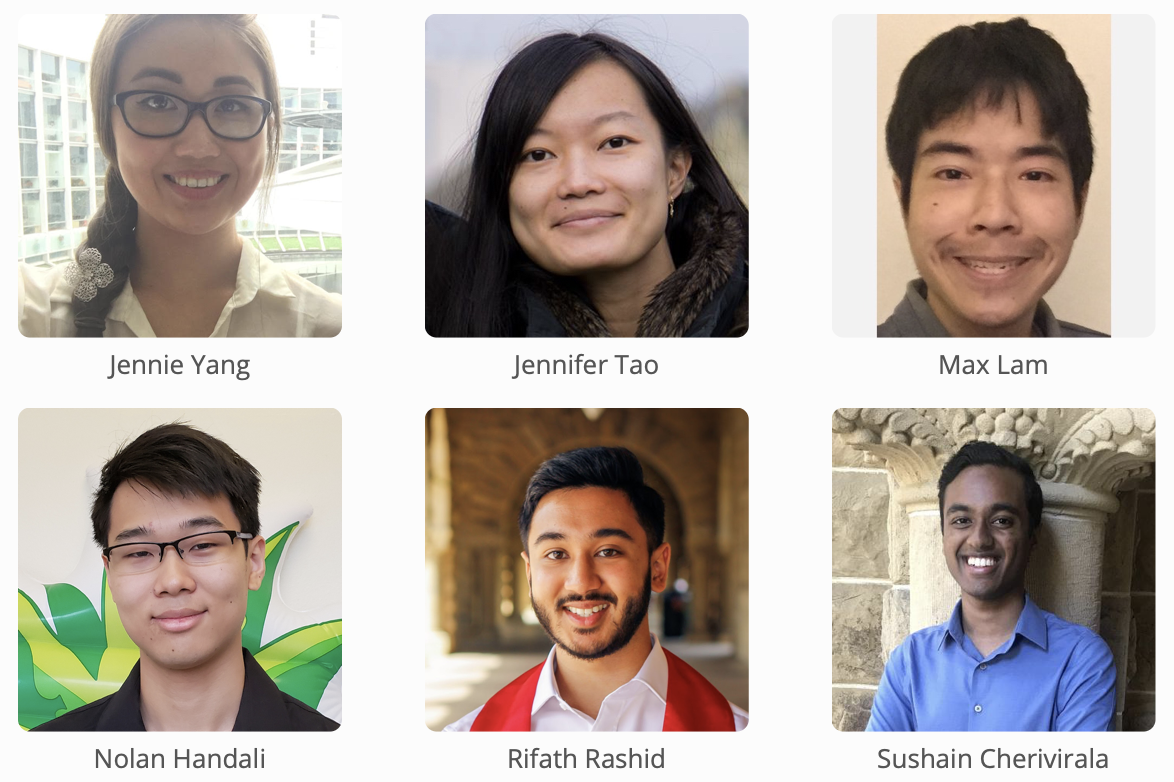 Jennie Yang
Jennifer Tao
Max Lam
Nolan Handali
Rifath Rashid
Sushain Cherivirala